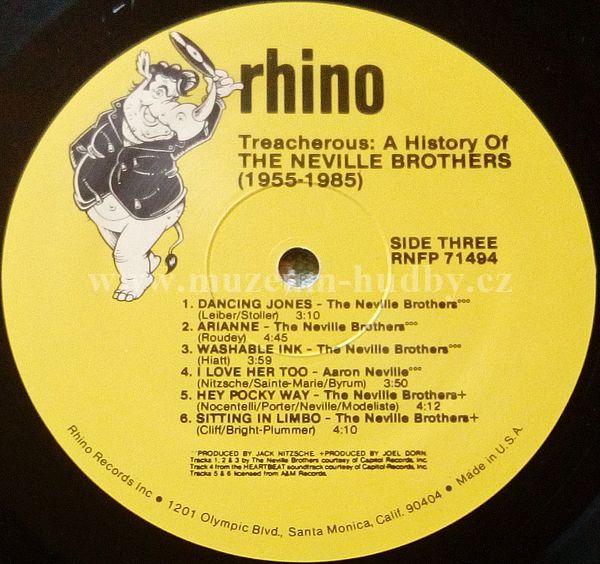 rhino
Treacherous: A History Of
THE NEVILLE BROTHERS
(1955-1985)
SIDE THREE
RNFP 71494
www.muzeum-hudby.cz
1. DANCING JONES - The Neville Brothers°°°
(Leiber/Stoller) 3:10
2. ARIANNE - The Neville Brothers°°°
(Roudey) 4:45
3. WASHABLE INK - The Neville Brothers°°°
(Hiatt) 3:59
4. I LOVE HER TOO - Aaron Neville°°°
(Nitzsche/Sainte-Marie/Byrum) 3:50
5. HEY POCKY WAY - The Neville Brothers+
(Nocentelli/Porter/Neville/Modeliste) 4:12
6. SITTING IN LIMBO - The Neville Brothers+
(Cliff/Bright-Plummer) 4:10
°°°PRODUCED BY JACK NITZSCHE. +PRODUCED BY JOEL DORN.
Tracks 1, 2 & 3 by The Neville Brothers courtesy of Capitol Records, Inc.
Track 4 from the HEARTBEAT soundtrack courtesy of Capitol Records, Inc.
Tracks 5 & 6 licensed from A&M Records.
Rhino Records Inc • 1201 Olympic Blvd., Santa Monica, Calif. 90404 • Made in U.S.A.